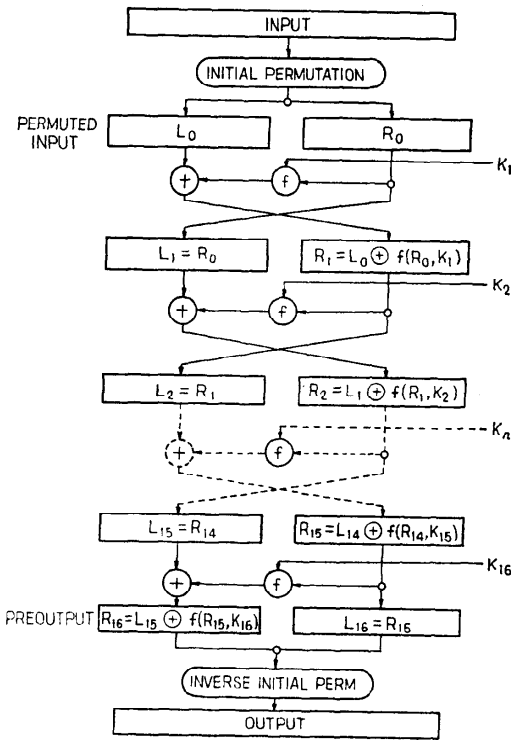 INPUT
INITIAL PERMUTATION
PERMUTED
INPUT
L₀
R₀
K₁
+
f
L₁ = R₀
R₁ = L₀ ⊕ f(R₀, K₁)
K₂
+
f
L₂ = R₁
R₂ = L₁ ⊕ f(R₁, K₂)
Kₙ
+
f
L₁₅ = R₁₄
R₁₅ = L₁₄ ⊕ f(R₁₄, K₁₅)
K₁₆
+
f
PREOUTPUT
R₁₆ = L₁₅ ⊕ f(R₁₅, K₁₆)
L₁₆ = R₁₅
INVERSE INITIAL PERM
OUTPUT